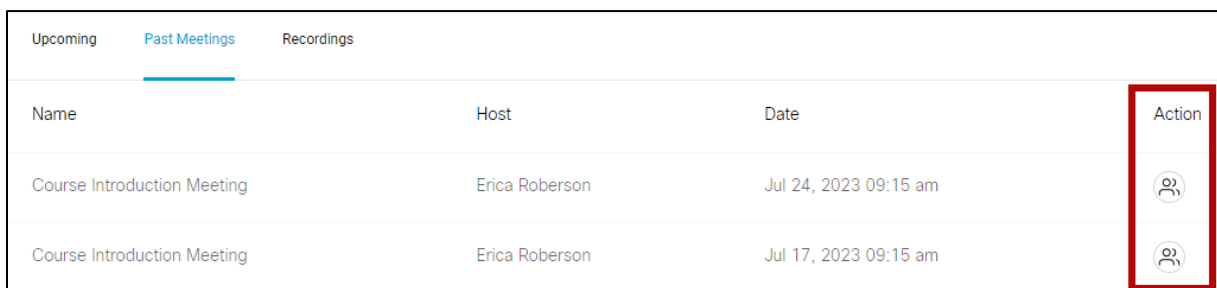 Upcoming Past Meetings Recordings
Name Host Date Action
Course Introduction Meeting Erica Roberson Jul 24, 2023 09:15 am
Course Introduction Meeting Erica Roberson Jul 17, 2023 09:15 am